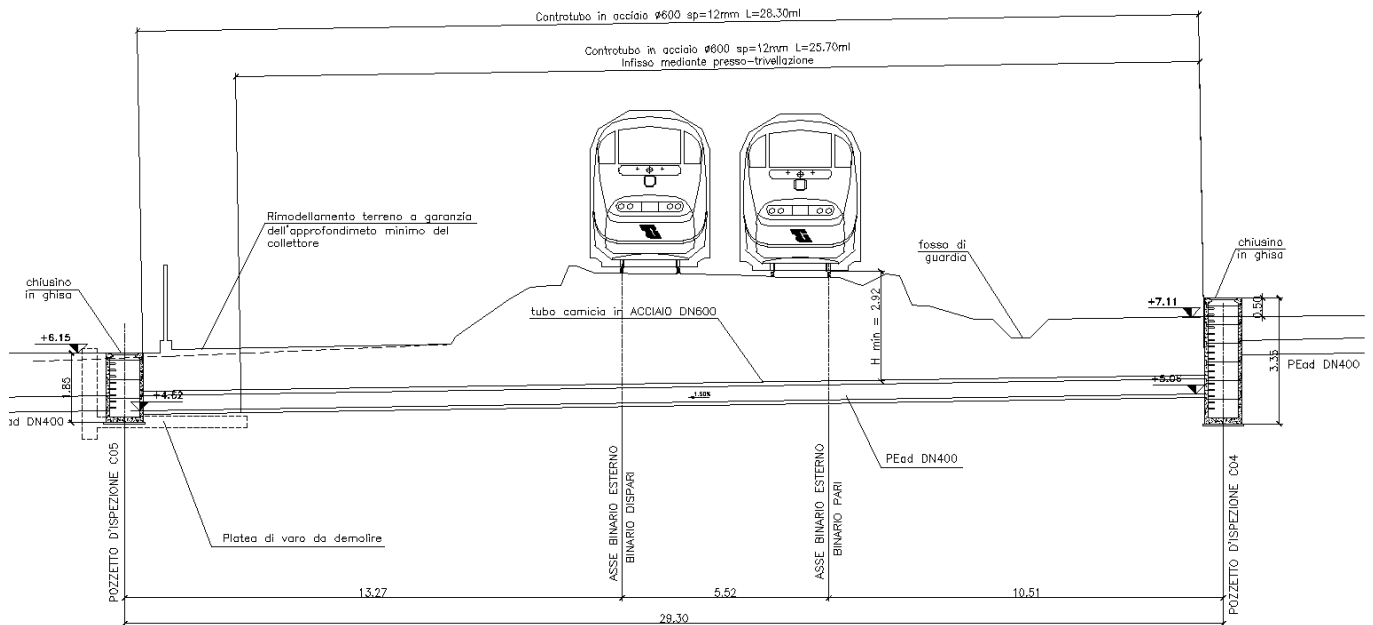 Controtubo in acciaio ø600 sp=12mm L=28.30ml
Controtubo in acciaio ø600 sp=12mm L=25.70ml
Infisso mediante presso-trivellazione
Rimodellamento terreno a garanzia
dell'approfondimeto minimo del
collettore
fosso di
guardia
chiusino
in ghisa
chiusino
in ghisa
tubo camicia in ACCIAIO DN600
H min = 2.92
+7.11
0.50
+6.15
1.85
+4.62
+5.06
3.35
PEad DN400
1.50%
ad DN400
PEad DN400
Platea di varo da demolire
POZZETTO D'ISPEZIONE C05
ASSE BINARIO ESTERNO
BINARIO DISPARI
ASSE BINARIO ESTERNO
BINARIO PARI
POZZETTO D'ISPEZIONE C04
13.27
5.52
10.51
29.30